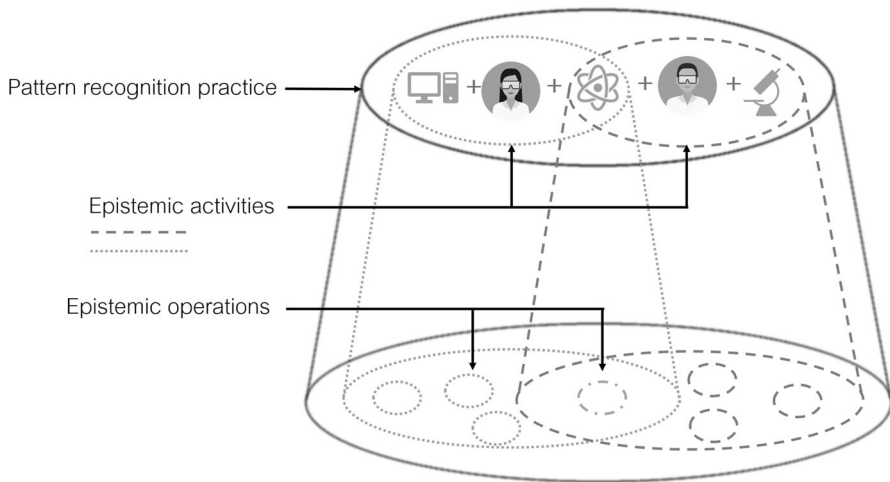 Pattern recognition practice
Epistemic activities
Epistemic operations